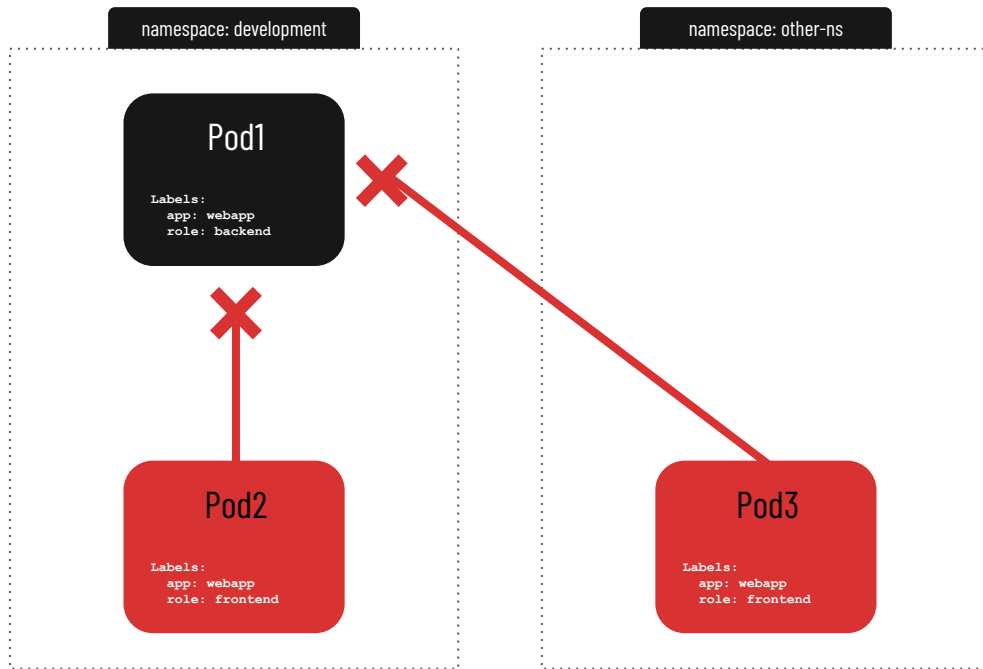 namespace: development
namespace: other-ns
Pod1
Labels:
app: webapp
role: backend
Pod2
Labels:
app: webapp
role: frontend
Pod3
Labels:
app: webapp
role: frontend